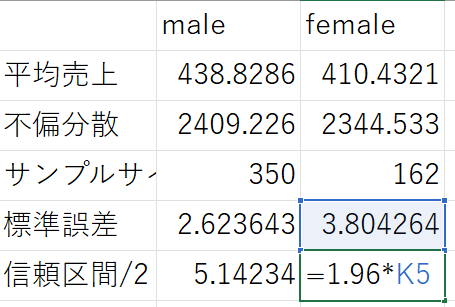 male female
平均売上 438.8286 410.4321
不偏分散 2409.226 2344.533
サンプルサイ 350 162
標準誤差 2.623643 3.804264
信頼区間/2 5.14234 =1.96*K5